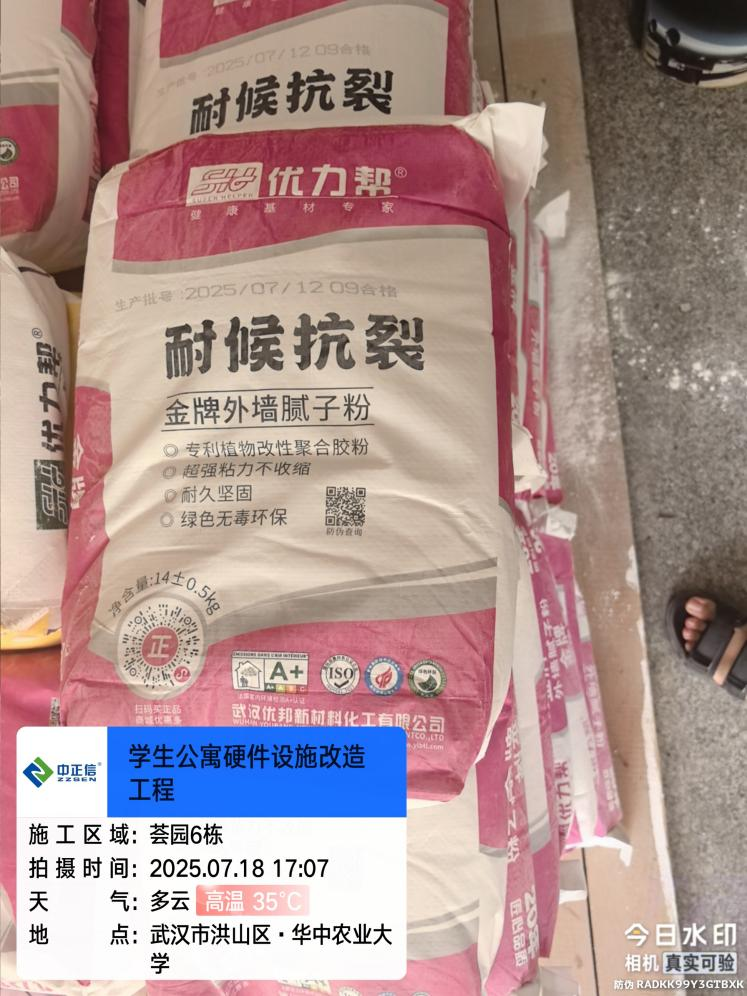 生产批号:2025/07/12 09合格
耐候抗裂
优力帮®
健康基材专家
生产批号:2025/07/12 09合格
耐候抗裂
金牌外墙腻子粉
专利植物改性聚合胶粉
超强粘力不收缩
耐久坚固
绿色无毒环保
防伪查询
净含量:14±0.5kg
正
扫码买正品
商城优惠多
A+
ISO
武汉优邦新材料化工有限公司
优力帮®
公司
中正信®
ZZSEN
学生公寓硬件设施改造
工程
施工区域: 荟园6栋
拍摄时间: 2025.07.18 17:07
天气: 多云 高温 35°C
地点: 武汉市洪山区·华中农业大
学
今日水印
相机 真实可验
防伪 RADKK99Y3GTBXK